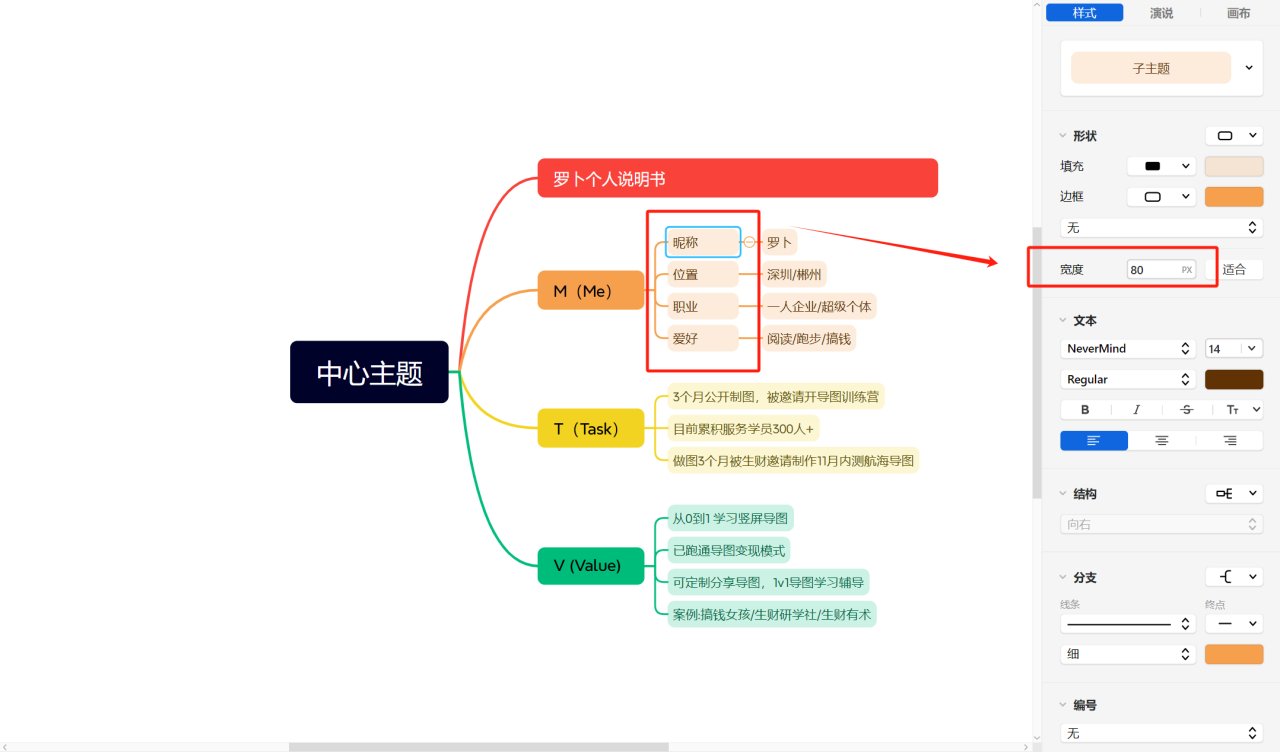 中心主题
罗卜个人说明书
M（Me）
昵称
罗卜
位置
深圳/郴州
职业
一人企业/超级个体
爱好
阅读/跑步/搞钱
T（Task）
3个月公开制图，被邀请开导图训练营
目前累积服务学员300人+
做图3个月被生财邀请制作11月内测航海导图
V (Value)
从0到1 学习竖屏导图
已跑通导图变现模式
可定制分享导图，1v1导图学习辅导
案例:搞钱女孩/生财研学社/生财有术
样式
演说
画布
子主题
形状
填充
边框
无
宽度
80
PX
适合
文本
NeverMind
14
Regular
B
I
S
Tт
结构
向右
分支
线条
终点
细
编号
无